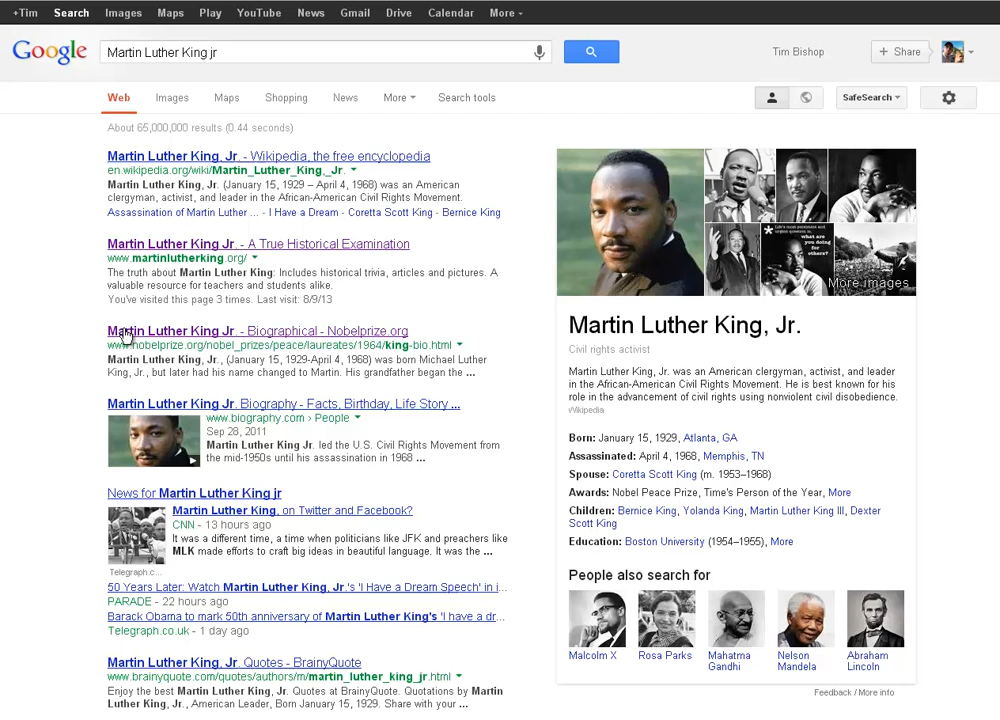 +Tim Search Images Maps Play YouTube News Gmail Drive Calendar More
Google Martin Luther King jr Tim Bishop + Share
Web Images Maps Shopping News More Search tools SafeSearch
About 65,000,000 results (0.44 seconds)
Martin Luther King, Jr. - Wikipedia, the free encyclopedia
en.wikipedia.org/wiki/Martin_Luther_King,_Jr.
Martin Luther King, Jr. (January 15, 1929 – April 4, 1968) was an American
clergyman, activist, and leader in the African-American Civil Rights Movement.
Assassination of Martin Luther ... - I Have a Dream - Coretta Scott King - Bernice King
Martin Luther King Jr. - A True Historical Examination
www.martinlutherking.org/
The truth about Martin Luther King: Includes historical trivia, articles and pictures. A
valuable resource for teachers and students alike.
You've visited this page 3 times. Last visit: 8/9/13
Martin Luther King Jr. - Biographical - Nobelprize.org
www.nobelprize.org/nobel_prizes/peace/laureates/1964/king-bio.html
Martin Luther King, Jr., (January 15, 1929-April 4, 1968) was born Michael Luther
King, Jr., but later had his name changed to Martin. His grandfather began the ...
Martin Luther King Jr. Biography - Facts, Birthday, Life Story ...
www.biography.com › People
Sep 28, 2011
Martin Luther King Jr. led the U.S. Civil Rights Movement from
the mid-1950s until his assassination in 1968 ...
News for Martin Luther King jr
Martin Luther King, on Twitter and Facebook?
CNN - 13 hours ago
It was a different time, a time when politicians like JFK and preachers like
MLK made efforts to craft big ideas in beautiful language. It was the ...
Telegraph.c...
50 Years Later: Watch Martin Luther King, Jr.'s 'I Have a Dream Speech' in i...
PARADE - 22 hours ago
Barack Obama to mark 50th anniversary of Martin Luther King's 'I have a dr...
Telegraph.co.uk - 1 day ago
Martin Luther King, Jr. Quotes - BrainyQuote
www.brainyquote.com/quotes/authors/m/martin_luther_king_jr.html
Enjoy the best Martin Luther King, Jr. Quotes at BrainyQuote. Quotations by Martin
Luther King, Jr., American Leader, Born January 15, 1929. Share with your ...
* Life's most persistent and
urgent question is,
what are
you doing
for
others?
More images
Martin Luther King, Jr.
Civil rights activist
Martin Luther King, Jr. was an American clergyman, activist, and leader
in the African-American Civil Rights Movement. He is best known for his
role in the advancement of civil rights using nonviolent civil disobedience.
Wikipedia
Born: January 15, 1929, Atlanta, GA
Assassinated: April 4, 1968, Memphis, TN
Spouse: Coretta Scott King (m. 1953–1968)
Awards: Nobel Peace Prize, Time's Person of the Year, More
Children: Bernice King, Yolanda King, Martin Luther King III, Dexter
Scott King
Education: Boston University (1954–1955), More
People also search for
Malcolm X Rosa Parks Mahatma Nelson Abraham
Gandhi Mandela Lincoln
Feedback / More info